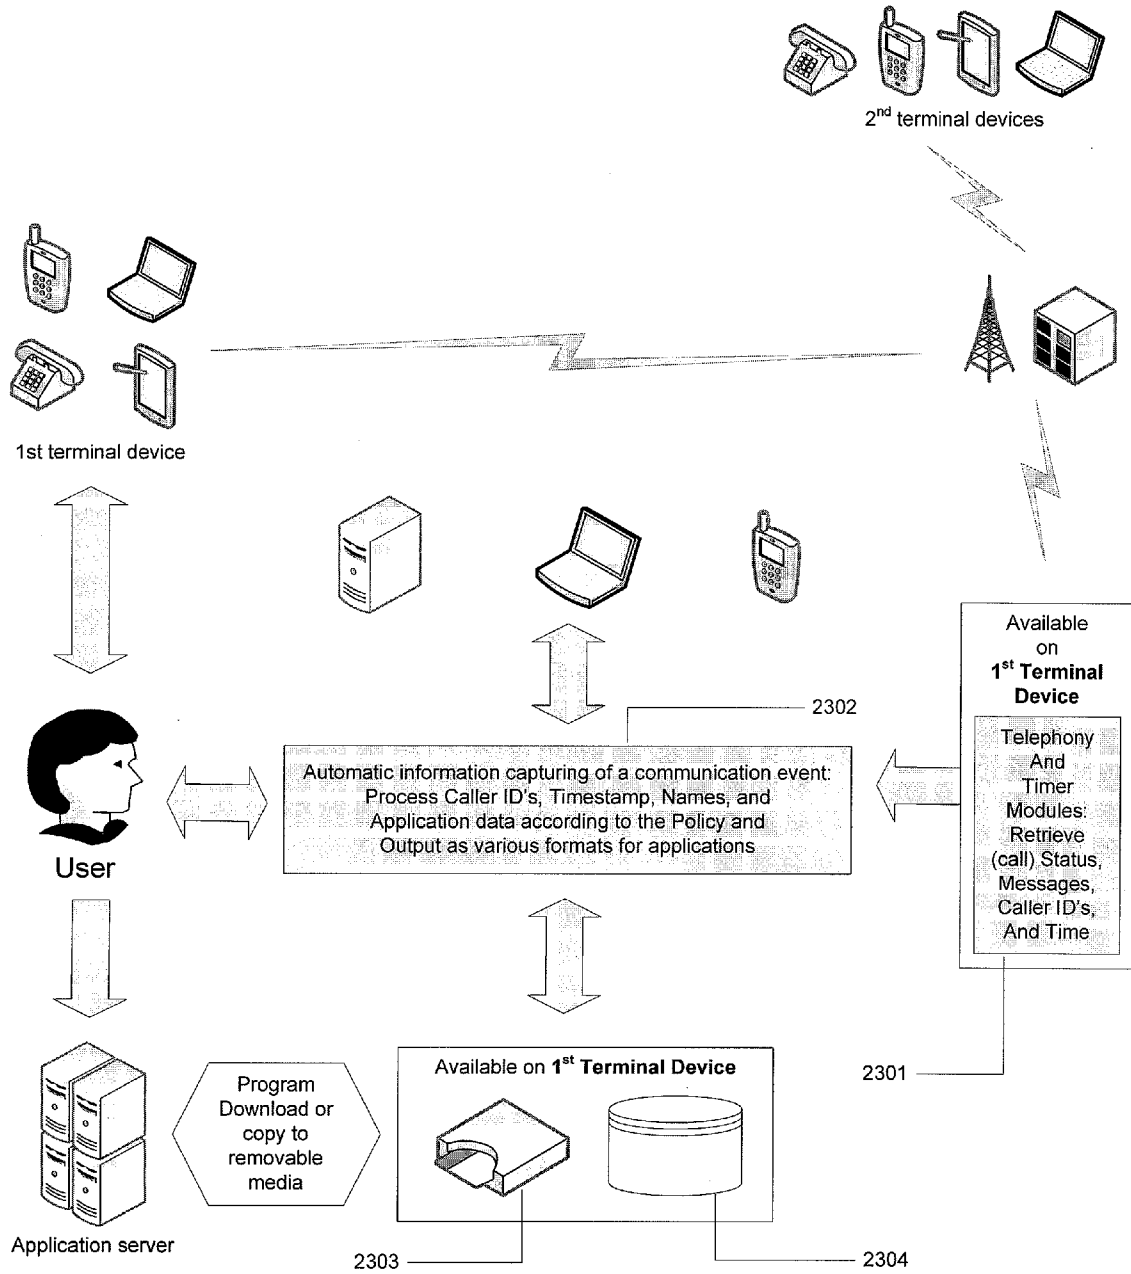 2nd terminal devices
1st terminal device
Available
on
1st Terminal
Device
2302
Telephony
And
Timer
Modules:
Retrieve
(call) Status,
Messages,
Caller ID's,
And Time
Automatic information capturing of a communication event:
Process Caller ID's, Timestamp, Names, and
Application data according to the Policy and
Output as various formats for applications
User
Available on 1st Terminal Device
2301
Program
Download or
copy to
removable
media
Application server
2303
2304